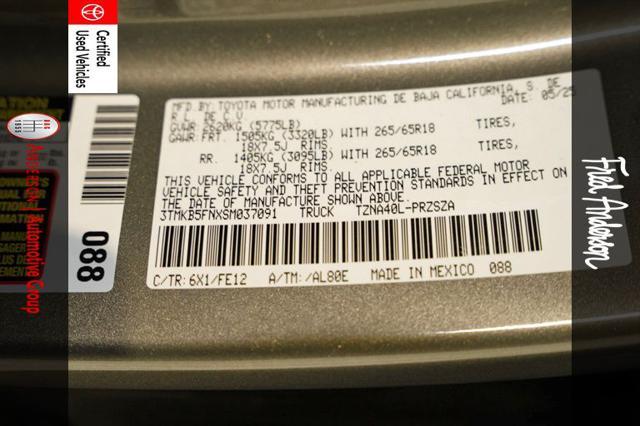 Certified
Used Vehicles
088
Anderson Automotive Group
MFD.BY:TOYOTA MOTOR MANUFACTURING DE BAJA CALIFORNIA, S. DE
R.L. DE C.V. DATE: 05/25
GVWR 2620KG (5775LB)
GAWR: FRT. 1505KG (3320LB) WITH 265/65R18 TIRES,
18X7.5J RIMS.
RR. 1405KG (3095LB) WITH 265/65R18 TIRES,
18X7.5J RIMS.
THIS VEHICLE CONFORMS TO ALL APPLICABLE FEDERAL MOTOR
VEHICLE SAFETY AND THEFT PREVENTION STANDARDS IN EFFECT ON
THE DATE OF MANUFACTURE SHOWN ABOVE.
3TMKB5FNXSM037091 TRUCK TZNA40L-PRZSZA
C/TR:6X1/FE12 A/TM:/AL80E MADE IN MEXICO 088
Fred Anderson